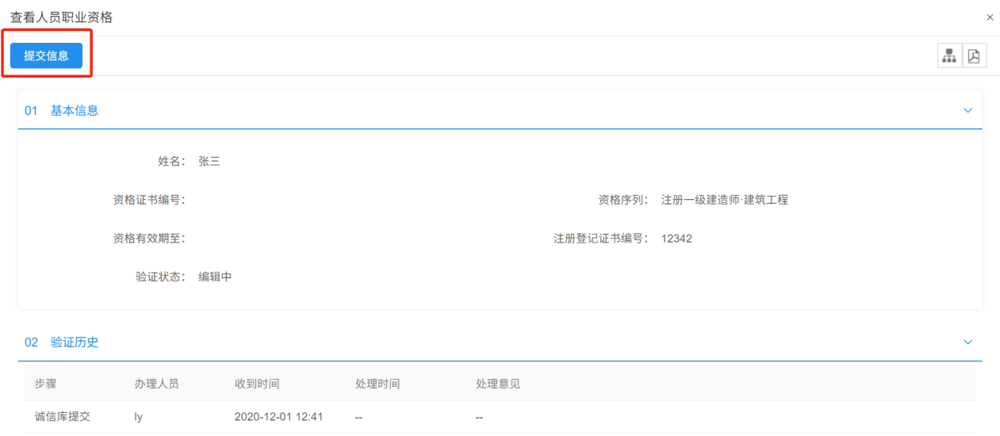 查看人员职业资格
提交信息
01 基本信息
姓名： 张三
资格证书编号： 资格序列： 注册一级建造师·建筑工程
资格有效期至： 注册登记证书编号： 12342
验证状态： 编辑中
02 验证历史
步骤 办理人员 收到时间 处理时间 处理意见
诚信库提交 ly 2020-12-01 12:41 -- --